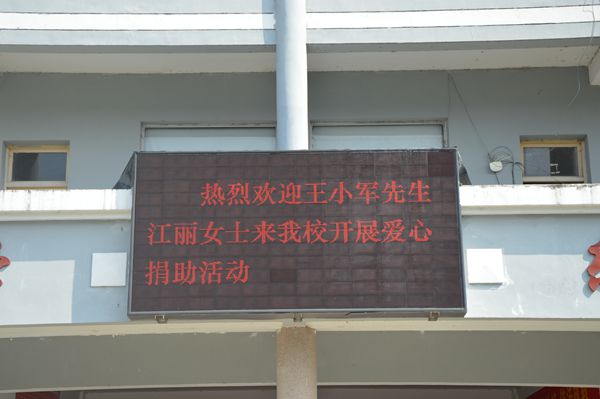 热烈欢迎王小军先生
江丽女士来我校开展爱心
捐助活动